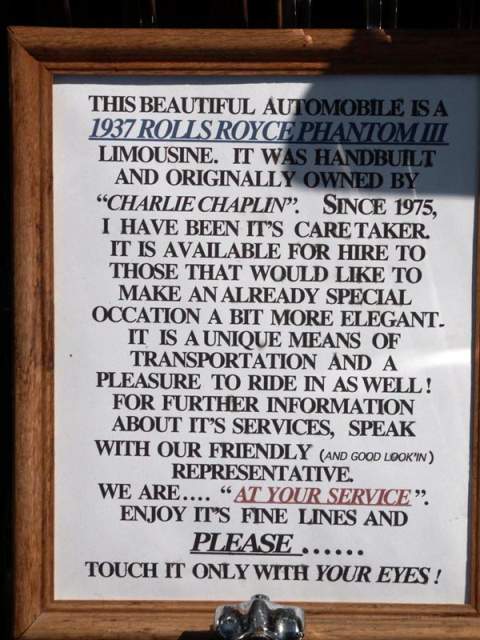 THIS BEAUTIFUL AUTOMOBILE IS A
1937 ROLLS ROYCE PHANTOM III
LIMOUSINE. IT WAS HANDBUILT
AND ORIGINALLY OWNED BY
“CHARLIE CHAPLIN”. SINCE 1975,
I HAVE BEEN IT'S CARE TAKER.
IT IS AVAILABLE FOR HIRE TO
THOSE THAT WOULD LIKE TO
MAKE AN ALREADY SPECIAL
OCCATION A BIT MORE ELEGANT.
IT IS A UNIQUE MEANS OF
TRANSPORTATION AND A
PLEASURE TO RIDE IN AS WELL!
FOR FURTHER INFORMATION
ABOUT IT'S SERVICES, SPEAK
WITH OUR FRIENDLY (AND GOOD LOOK'IN)
REPRESENTATIVE.
WE ARE.... “AT YOUR SERVICE”.
ENJOY IT'S FINE LINES AND
PLEASE ......
TOUCH IT ONLY WITH YOUR EYES!